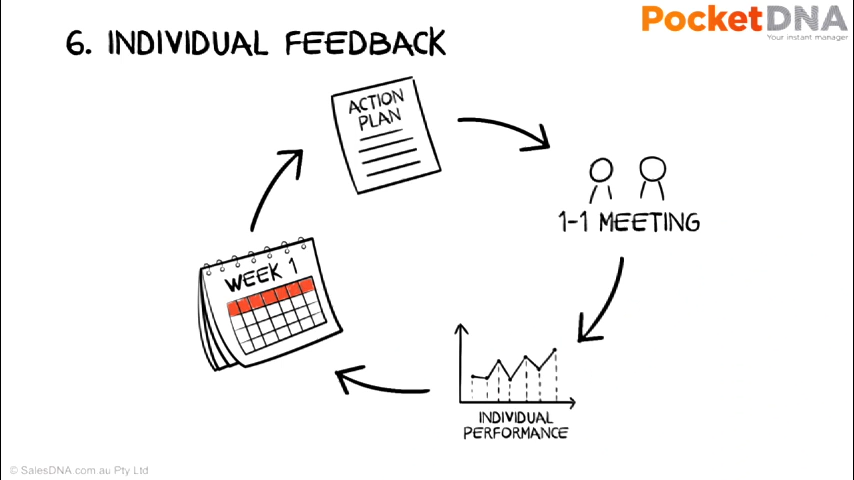 PocketDNA
Your instant manager
6. INDIVIDUAL FEEDBACK
ACTION
PLAN
1-1 MEETING
WEEK 1
INDIVIDUAL
PERFORMANCE
© SalesDNA.com.au Pty Ltd